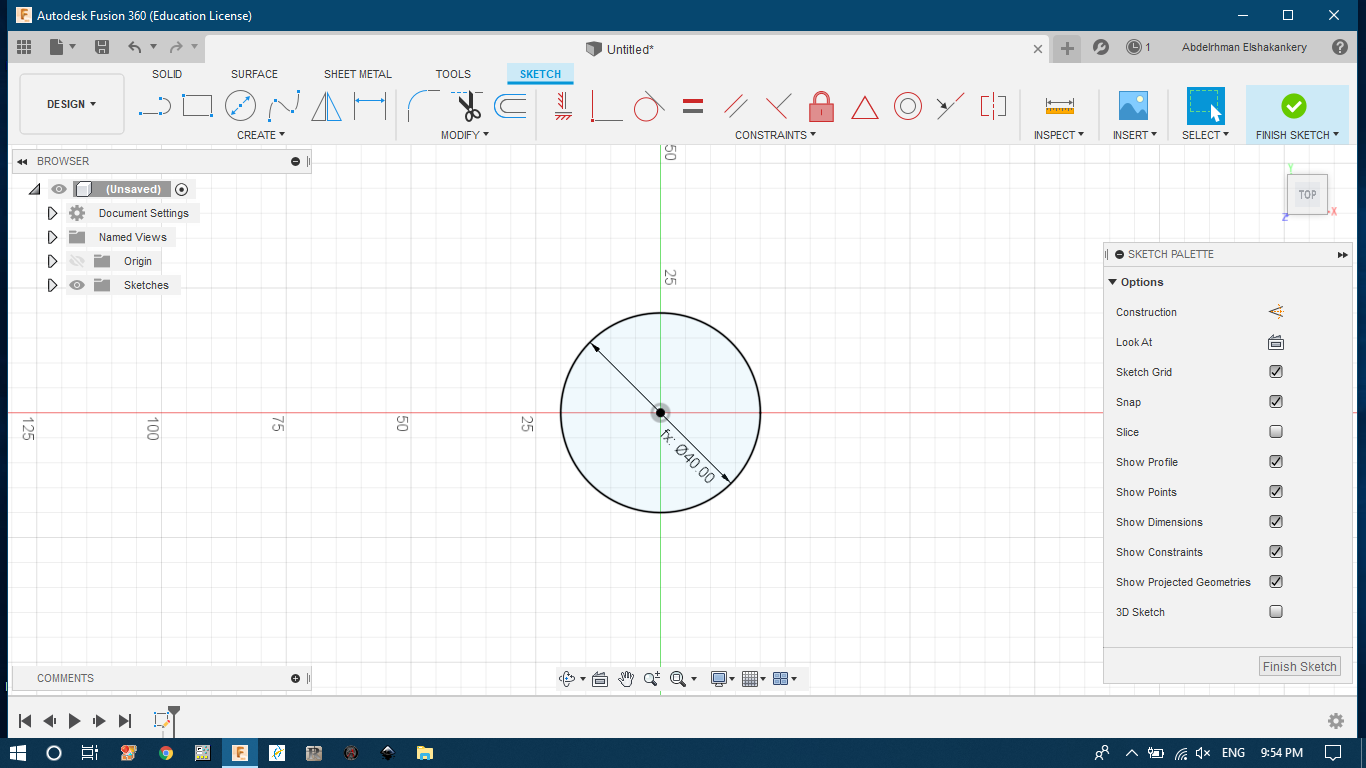 Autodesk Fusion 360 (Education License)
Untitled*
1
Abdelrhman Elshakankery
SOLID SURFACE SHEET METAL TOOLS SKETCH
DESIGN
CREATE MODIFY CONSTRAINTS INSPECT INSERT SELECT FINISH SKETCH
BROWSER
(Unsaved)
Document Settings
Named Views
Origin
Sketches
50
25
125 100 75 50 25
fx: Ø40.00
Y
TOP
X
Z
SKETCH PALETTE
Options
Construction
Look At
Sketch Grid
Snap
Slice
Show Profile
Show Points
Show Dimensions
Show Constraints
Show Projected Geometries
3D Sketch
Finish Sketch
COMMENTS
ENG 9:54 PM